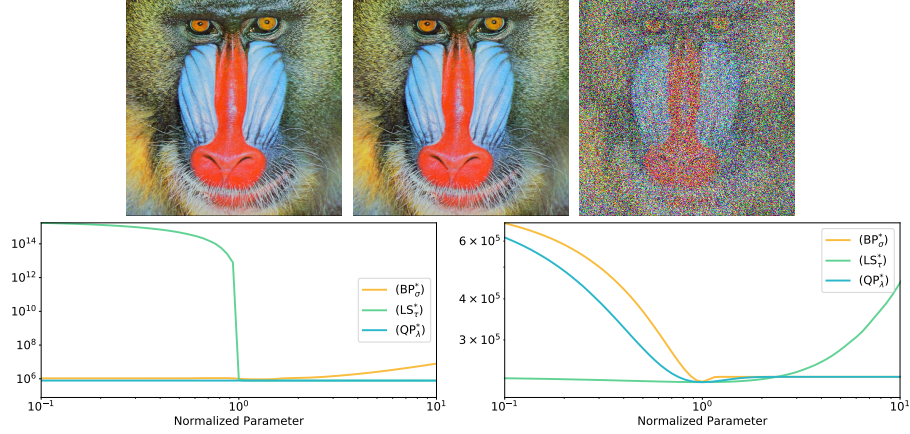 10^14
10^12
10^10
10^8
10^6
(BP*_σ)
(LS*_τ)
(QP*_λ)
10^−1
10^0
10^1
Normalized Parameter
6 × 10^5
4 × 10^5
3 × 10^5
(BP*_σ)
(LS*_τ)
(QP*_λ)
10^−1
10^0
10^1
Normalized Parameter